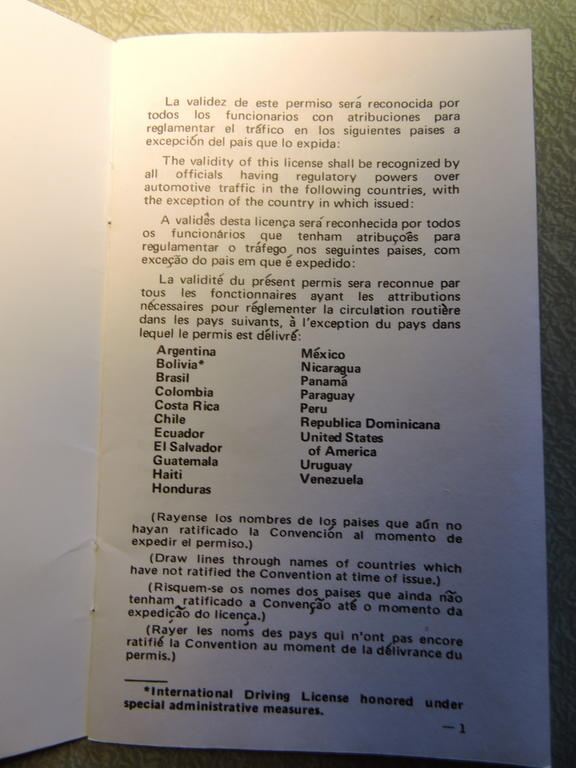 La validez de este permiso será reconocida por
todos los funcionarios con atribuciones para
reglamentar el tráfico en los siguientes paises a
excepción del pais que lo expida:
The validity of this license shall be recognized by
all officials having regulatory powers over
automotive traffic in the following countries, with
the exception of the country in which issued:
A validês desta licença será reconhecida por todos
os funcionários que tenham atribuçoẽs para
regulamentar o tráfego nos seguintes paises, com
exceção do pais em que é expedido:
La validité du présent permis sera reconnue par
tous les fonctionnaires ayant les attributions
nécessaires pour réglementer la circulation routière
dans les pays suivants, à l'exception du pays dans
lequel le permis est délivré:
Argentina
Bolivia*
Brasil
Colombia
Costa Rica
Chile
Ecuador
El Salvador
Guatemala
Haiti
Honduras
México
Nicaragua
Panamá
Paraguay
Peru
Republica Dominicana
United States
of America
Uruguay
Venezuela
(Rayense los nombres de los paises que aún no
hayan ratificado la Convención al momento de
expedir el permiso.)
(Draw lines through names of countries which
have not ratified the Convention at time of issue.)
(Risquem-se os nomes dos paises que ainda não
tenham ratificado a Convenção até o momento da
expedição do licença.)
(Rayer les noms des pays qui n'ont pas encore
ratifié la Convention au moment de la délivrance du
permis.)
*International Driving License honored under
special administrative measures.
— 1